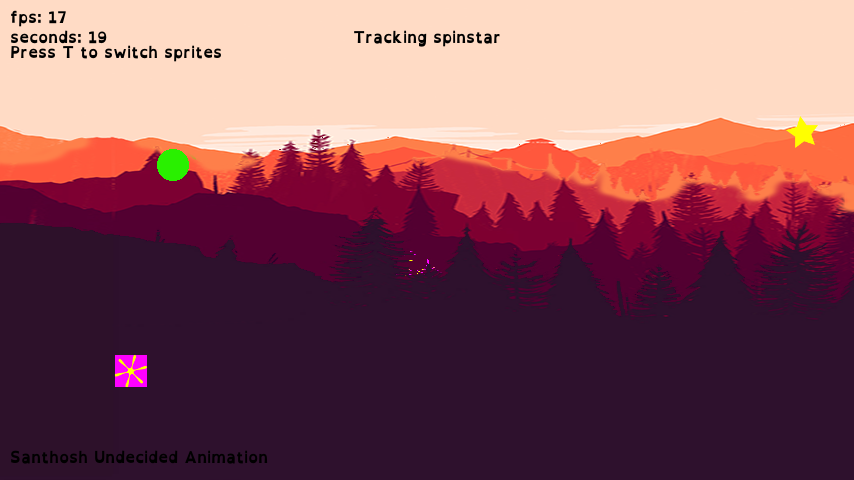 fps: 17
seconds: 19
Tracking spinstar
Press T to switch sprites
Santhosh Undecided Animation